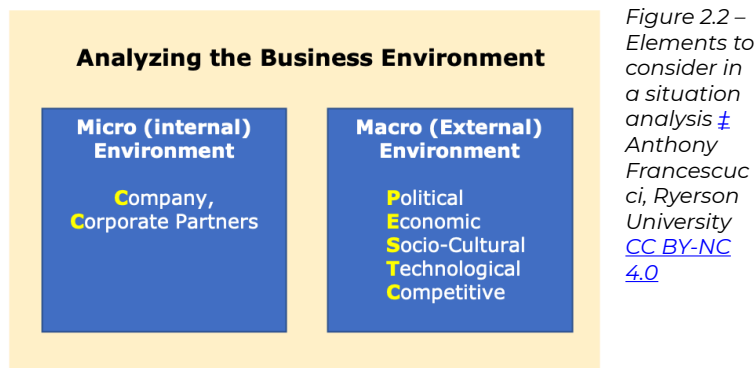 Analyzing the Business Environment
Micro (internal)
Environment
Company,
Corporate Partners
Macro (External)
Environment
Political
Economic
Socio-Cultural
Technological
Competitive
Figure 2.2 –
Elements to
consider in
a situation
analysis ‡
Anthony
Francescuc
ci, Ryerson
University
CC BY-NC
4.0